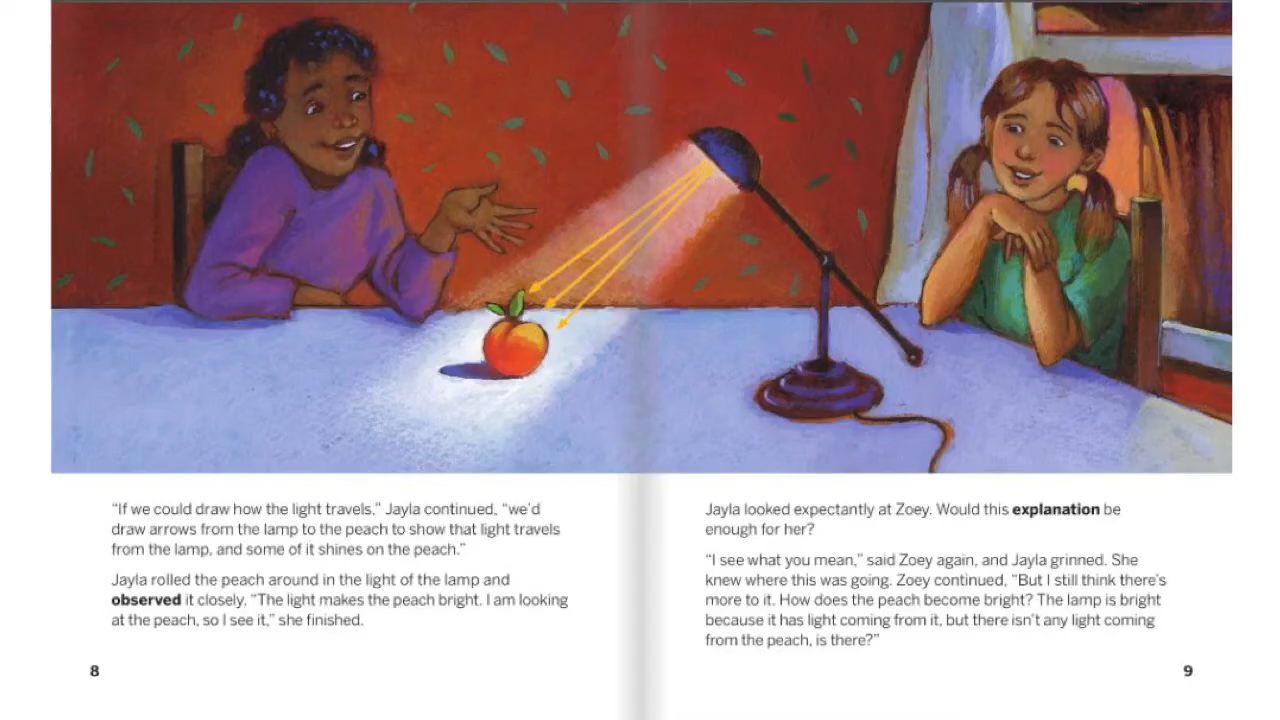 “If we could draw how the light travels,” Jayla continued, “we’d
draw arrows from the lamp to the peach to show that light travels
from the lamp, and some of it shines on the peach.”
Jayla rolled the peach around in the light of the lamp and
observed it closely. “The light makes the peach bright. I am looking
at the peach, so I see it,” she finished.
8
Jayla looked expectantly at Zoey. Would this explanation be
enough for her?
“I see what you mean,” said Zoey again, and Jayla grinned. She
knew where this was going. Zoey continued, “But I still think there’s
more to it. How does the peach become bright? The lamp is bright
because it has light coming from it, but there isn’t any light coming
from the peach, is there?”
9